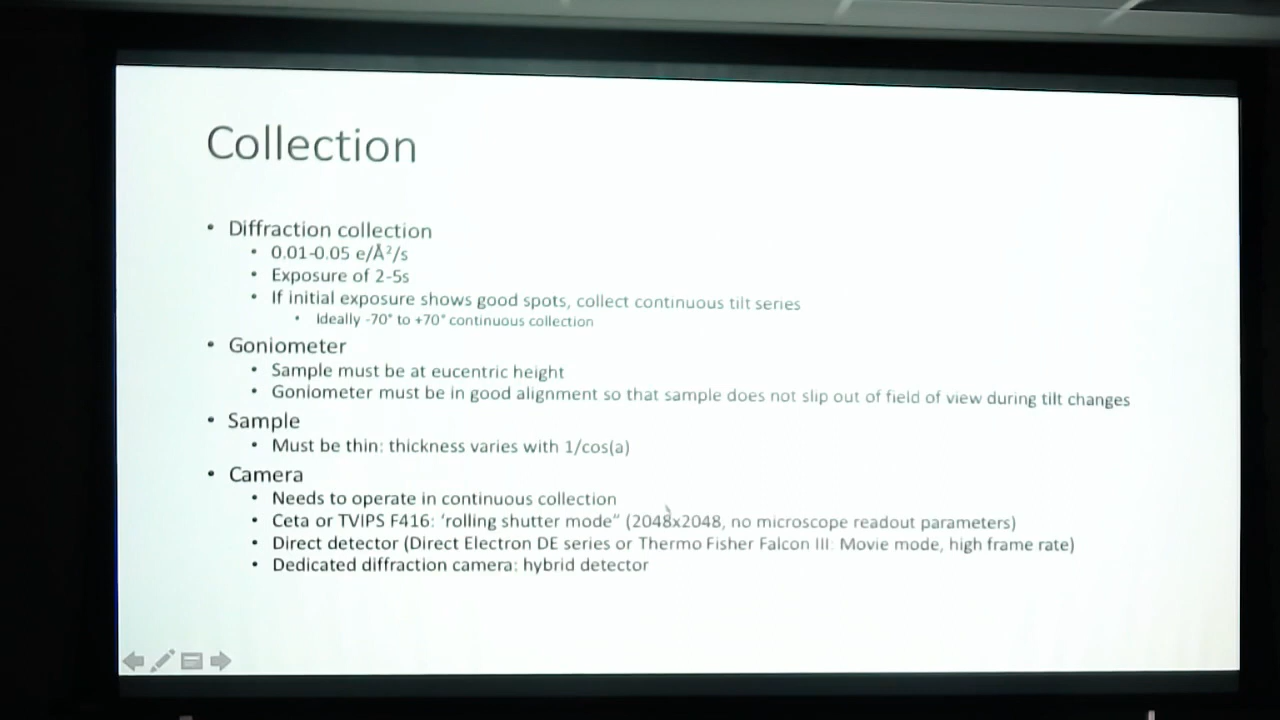 Collection
• Diffraction collection
• 0.01-0.05 e/Å²/s
• Exposure of 2-5s
• If initial exposure shows good spots, collect continuous tilt series
• Ideally -70° to +70° continuous collection
• Goniometer
• Sample must be at eucentric height
• Goniometer must be in good alignment so that sample does not slip out of field of view during tilt changes
• Sample
• Must be thin: thickness varies with 1/cos(a)
• Camera
• Needs to operate in continuous collection
• Ceta or TVIPS F416: ‘rolling shutter mode” (2048x2048, no microscope readout parameters)
• Direct detector (Direct Electron DE series or Thermo Fisher Falcon III: Movie mode, high frame rate)
• Dedicated diffraction camera: hybrid detector